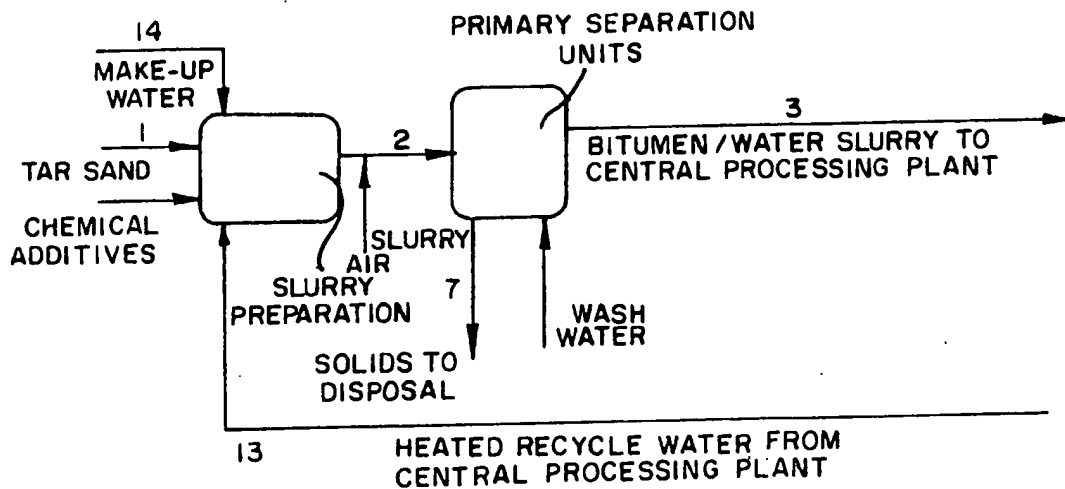 14
MAKE-UP
WATER
1
TAR SAND
CHEMICAL
ADDITIVES
SLURRY
PREPARATION
2
AIR
SLURRY
PRIMARY SEPARATION
UNITS
3
BITUMEN/WATER SLURRY TO
CENTRAL PROCESSING PLANT
7
SOLIDS TO
DISPOSAL
WASH
WATER
13
HEATED RECYCLE WATER FROM
CENTRAL PROCESSING PLANT